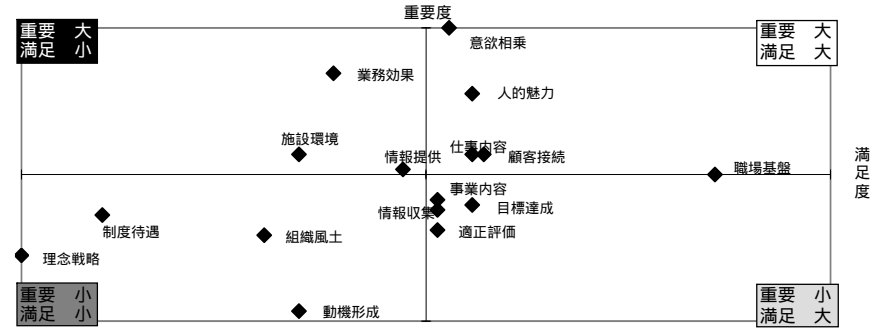 重要度
重要 大
満足 小
重要 大
満足 大
意欲相乗
業務効果
人的魅力
施設環境
情報提供
仕事内容
顧客接続
職場基盤
満足度
事業内容
情報収集
目標達成
制度待遇
組織風土
適正評価
理念戦略
重要 小
満足 小
動機形成
重要 小
満足 大